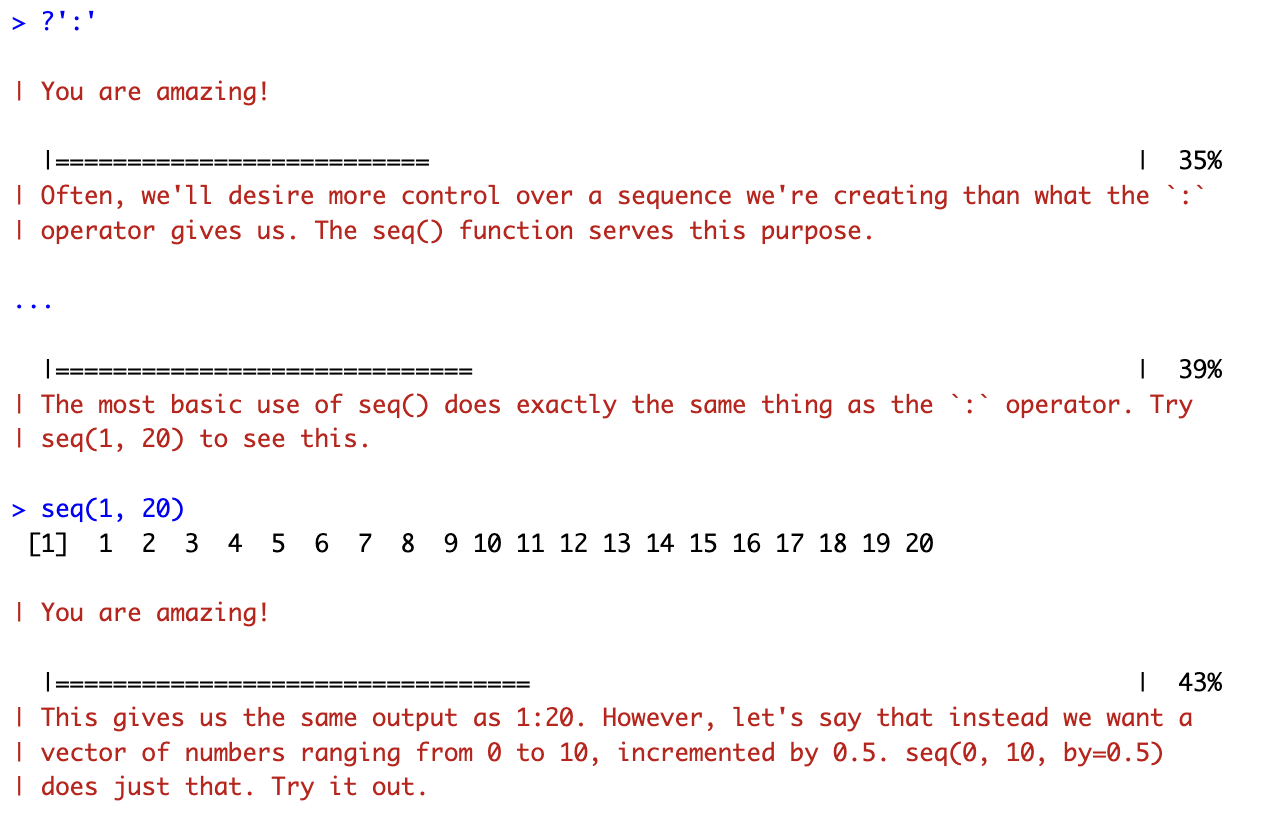 > ?':'
| You are amazing!
|========================== | 35%
| Often, we'll desire more control over a sequence we're creating than what the `:`
| operator gives us. The seq() function serves this purpose.
...
|============================= | 39%
| The most basic use of seq() does exactly the same thing as the `:` operator. Try
| seq(1, 20) to see this.
> seq(1, 20)
[1]  1  2  3  4  5  6  7  8  9 10 11 12 13 14 15 16 17 18 19 20
| You are amazing!
|================================= | 43%
| This gives us the same output as 1:20. However, let's say that instead we want a
| vector of numbers ranging from 0 to 10, incremented by 0.5. seq(0, 10, by=0.5)
| does just that. Try it out.